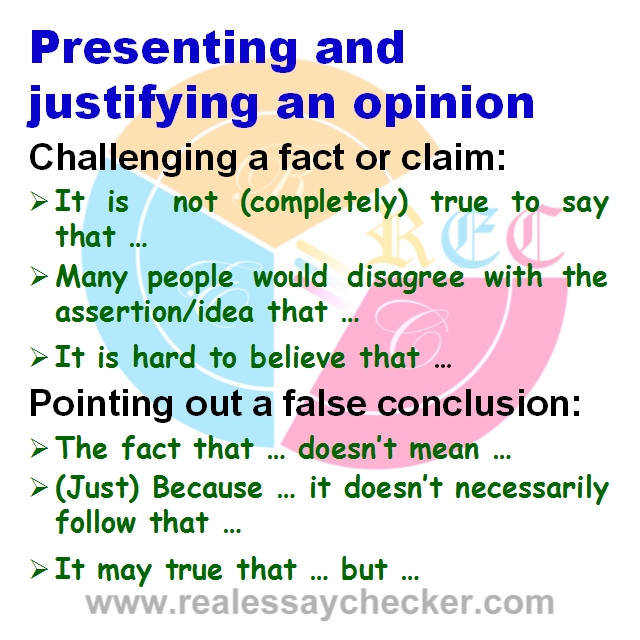 Presenting and
justifying an opinion
Challenging a fact or claim:
➢ It is not (completely) true to say
that ...
➢ Many people would disagree with the
assertion/idea that ...
➢ It is hard to believe that ...
Pointing out a false conclusion:
➢ The fact that ... doesn't mean ...
➢ (Just) Because ... it doesn't necessarily
follow that ...
➢ It may true that ... but ...
www.realessaychecker.com
R E C
R
E
C